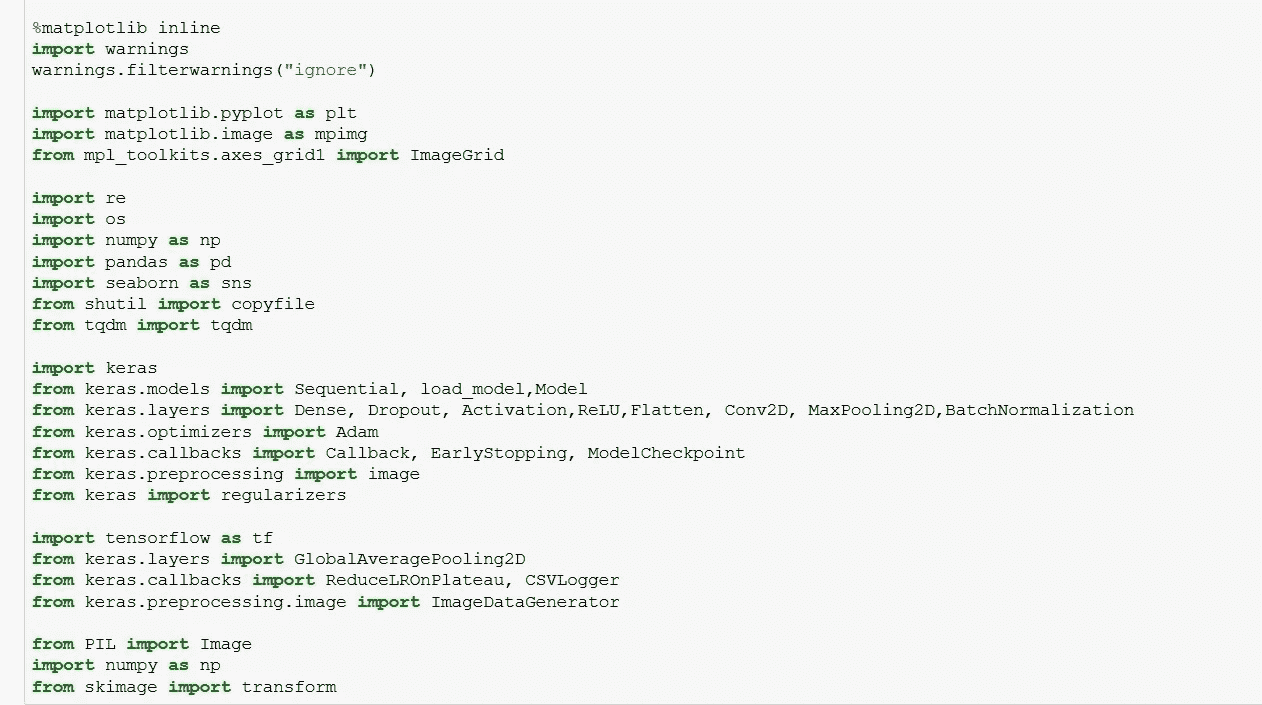 %matplotlib inline
import warnings
warnings.filterwarnings("ignore")
import matplotlib.pyplot as plt
import matplotlib.image as mpimg
from mpl_toolkits.axes_grid1 import ImageGrid
import re
import os
import numpy as np
import pandas as pd
import seaborn as sns
from shutil import copyfile
from tqdm import tqdm
import keras
from keras.models import Sequential, load_model,Model
from keras.layers import Dense, Dropout, Activation,ReLU,Flatten, Conv2D, MaxPooling2D,BatchNormalization
from keras.optimizers import Adam
from keras.callbacks import Callback, EarlyStopping, ModelCheckpoint
from keras.preprocessing import image
from keras import regularizers
import tensorflow as tf
from keras.layers import GlobalAveragePooling2D
from keras.callbacks import ReduceLROnPlateau, CSVLogger
from keras.preprocessing.image import ImageDataGenerator
from PIL import Image
import numpy as np
from skimage import transform